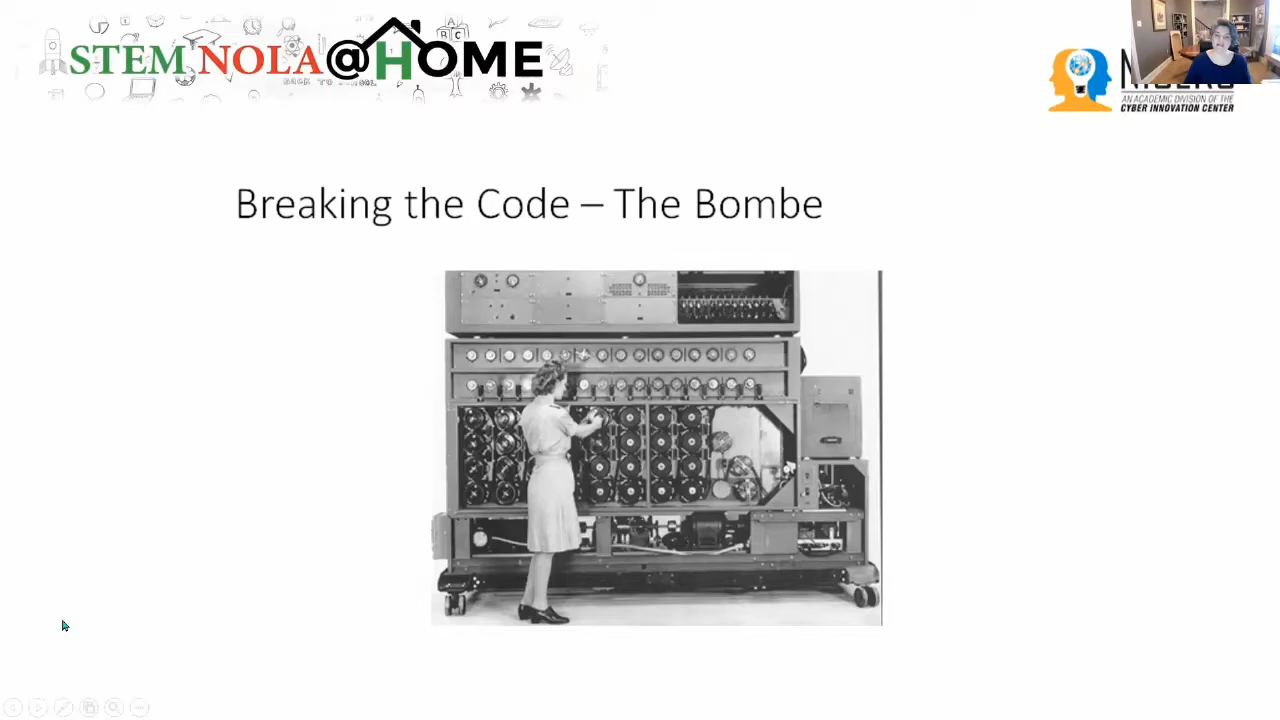 STEM NOLA@HOME
BACK TO SCHOOL
A
B C
AN ACADEMIC DIVISION OF THE
CYBER INNOVATION CENTER
Breaking the Code – The Bombe